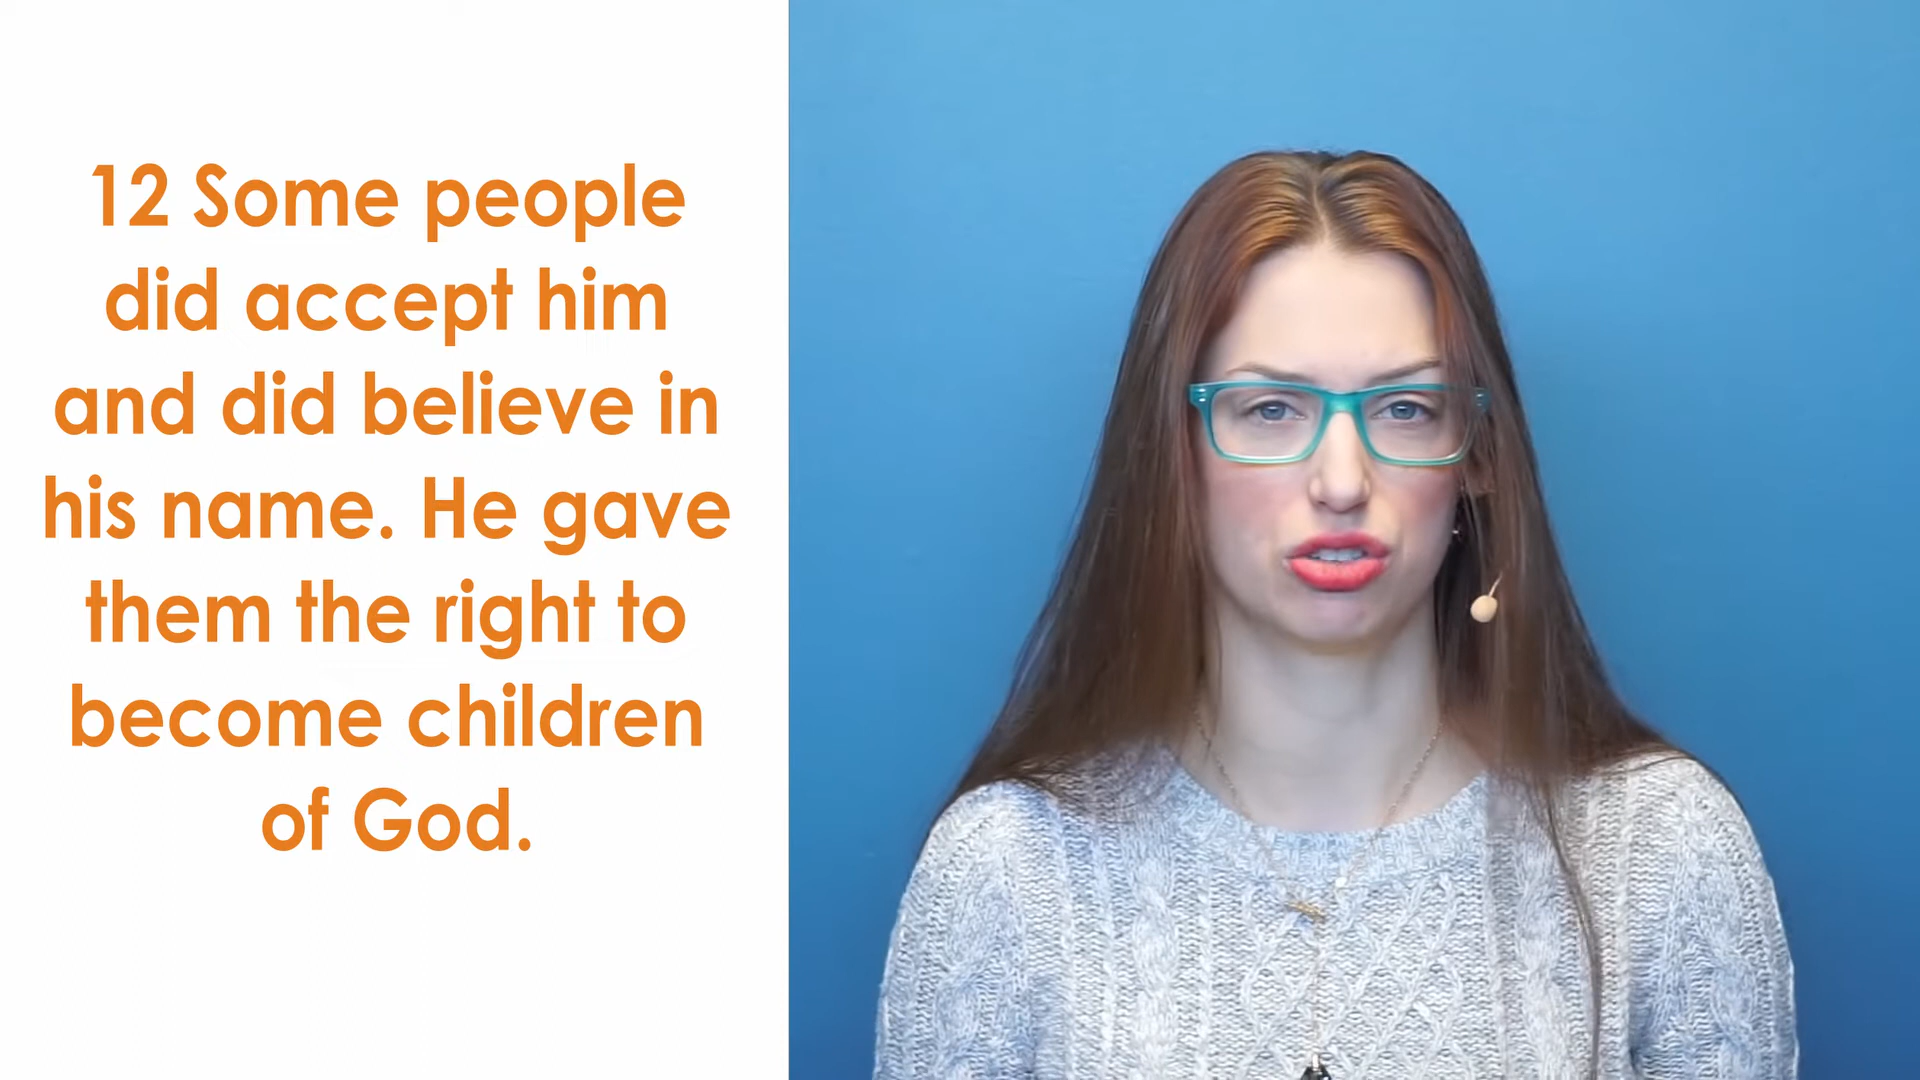 12 Some people
did accept him
and did believe in
his name. He gave
them the right to
become children
of God.